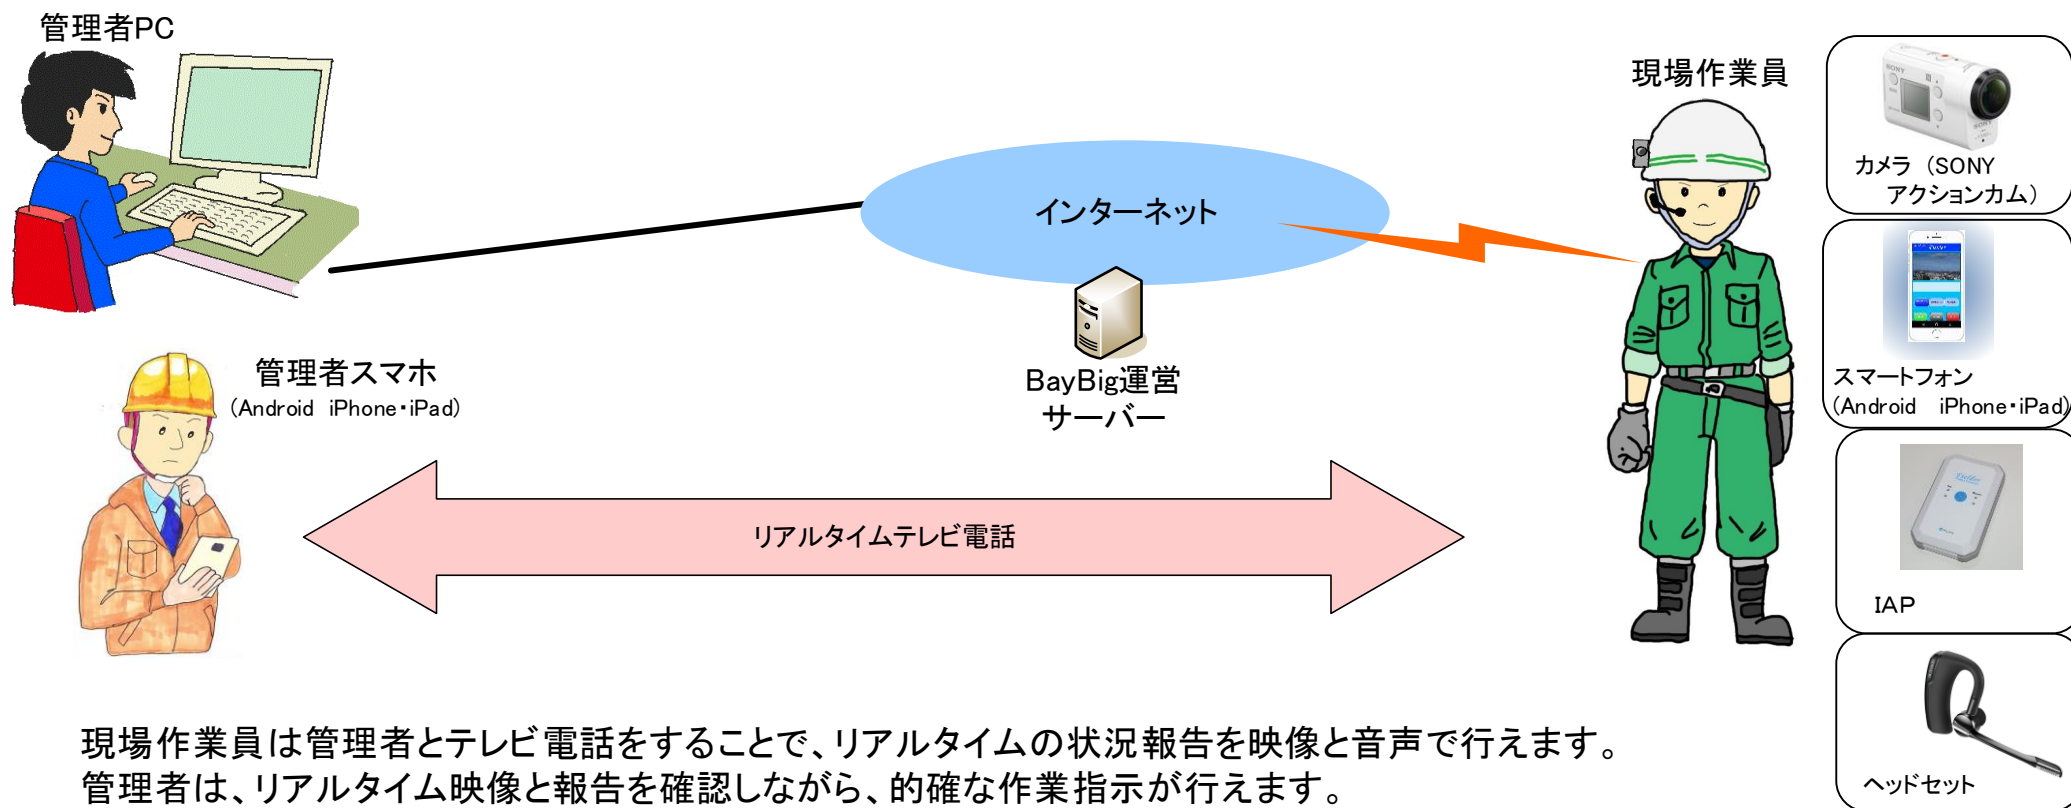 管理者PC
現場作業員
SONY
カメラ（SONY
アクションカム）
インターネット
管理者スマホ
（Android　iPhone・iPad）
BayBig運営
サーバー
スマートフォン
（Android　iPhone・iPad）
リアルタイムテレビ電話
IAP
ヘッドセット
現場作業員は管理者とテレビ電話をすることで、リアルタイムの状況報告を映像と音声で行えます。
管理者は、リアルタイム映像と報告を確認しながら、的確な作業指示が行えます。